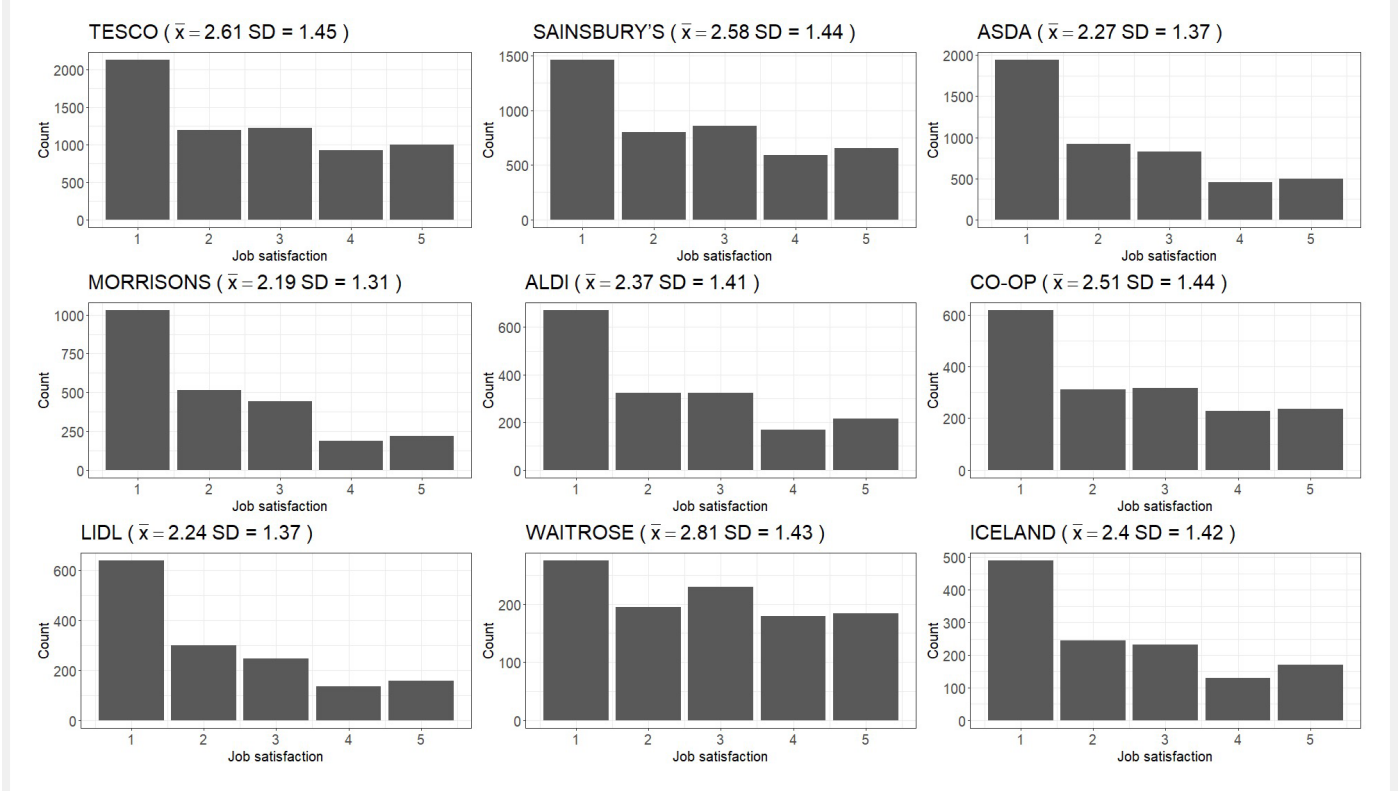 TESCO ( x̅ = 2.61 SD = 1.45 )
2000
1500
1000
500
0
Count
1 2 3 4 5
Job satisfaction
SAINSBURY'S ( x̅ = 2.58 SD = 1.44 )
1500
1000
500
0
Count
1 2 3 4 5
Job satisfaction
ASDA ( x̅ = 2.27 SD = 1.37 )
2000
1500
1000
500
0
Count
1 2 3 4 5
Job satisfaction
MORRISONS ( x̅ = 2.19 SD = 1.31 )
1000
750
500
250
0
Count
1 2 3 4 5
Job satisfaction
ALDI ( x̅ = 2.37 SD = 1.41 )
600
400
200
0
Count
1 2 3 4 5
Job satisfaction
CO-OP ( x̅ = 2.51 SD = 1.44 )
600
400
200
0
Count
1 2 3 4 5
Job satisfaction
LIDL ( x̅ = 2.24 SD = 1.37 )
600
400
200
0
Count
1 2 3 4 5
Job satisfaction
WAITROSE ( x̅ = 2.81 SD = 1.43 )
200
100
0
Count
1 2 3 4 5
Job satisfaction
ICELAND ( x̅ = 2.4 SD = 1.42 )
500
400
300
200
100
0
Count
1 2 3 4 5
Job satisfaction